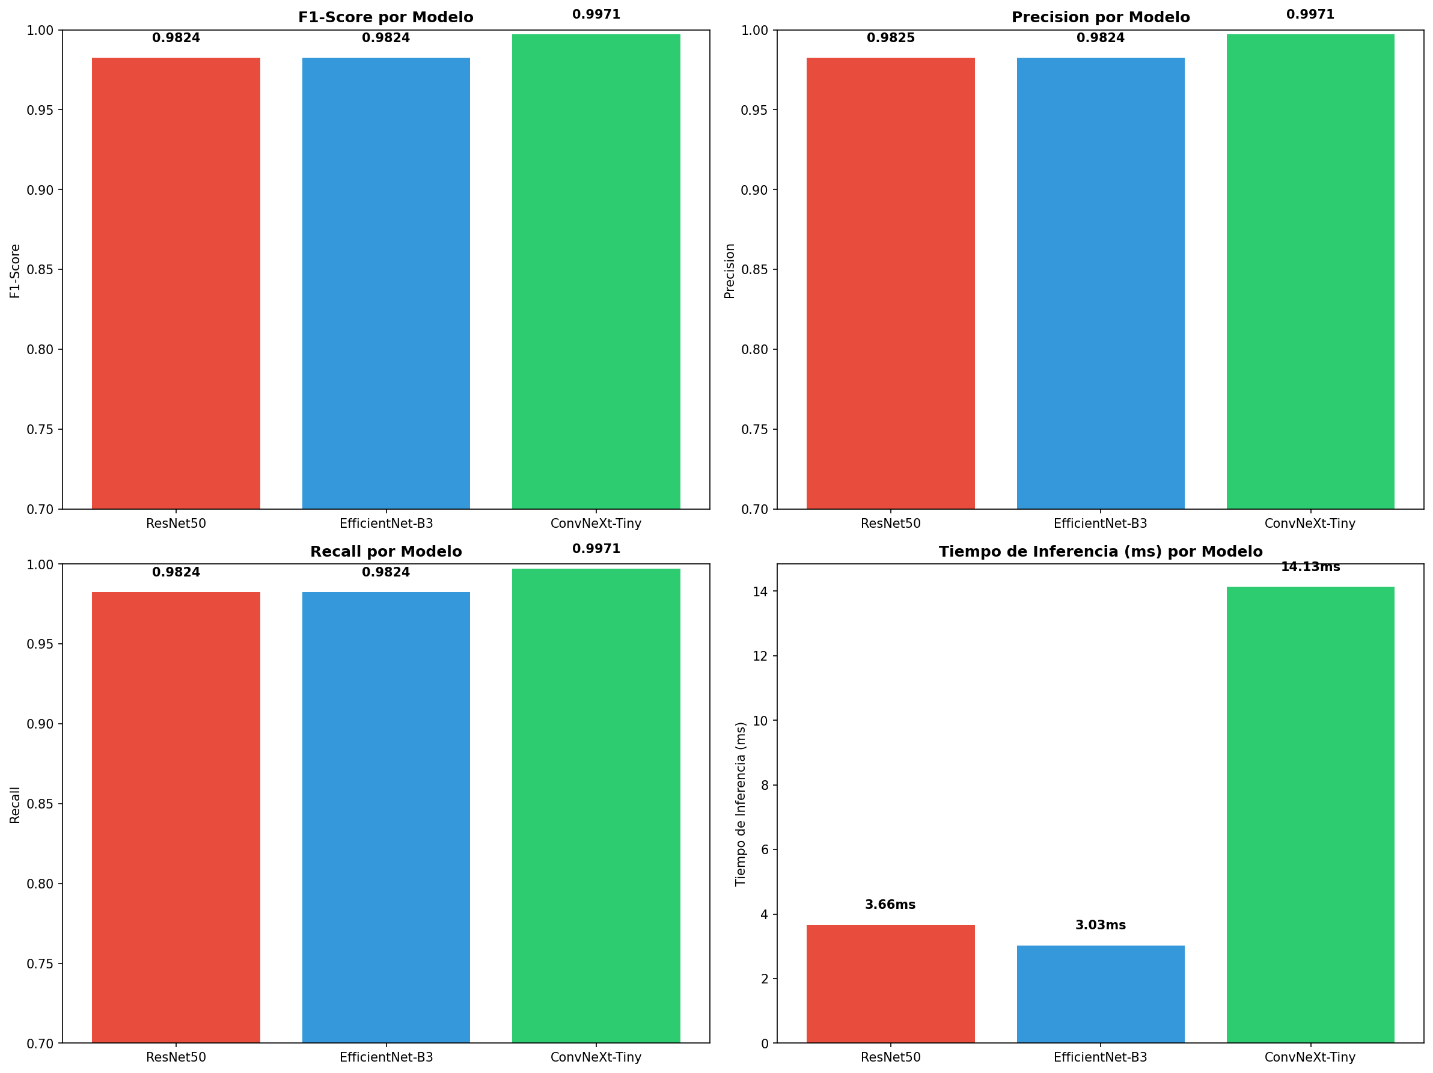 F1-Score por Modelo
0.9824
0.9824
0.9971
1.00
0.95
0.90
0.85
0.80
0.75
0.70
F1-Score
ResNet50
EfficientNet-B3
ConvNeXt-Tiny
Precision por Modelo
0.9825
0.9824
0.9971
1.00
0.95
0.90
0.85
0.80
0.75
0.70
Precision
ResNet50
EfficientNet-B3
ConvNeXt-Tiny
Recall por Modelo
0.9824
0.9824
0.9971
1.00
0.95
0.90
0.85
0.80
0.75
0.70
Recall
ResNet50
EfficientNet-B3
ConvNeXt-Tiny
Tiempo de Inferencia (ms) por Modelo
3.66ms
3.03ms
14.13ms
14
12
10
8
6
4
2
0
Tiempo de Inferencia (ms)
ResNet50
EfficientNet-B3
ConvNeXt-Tiny